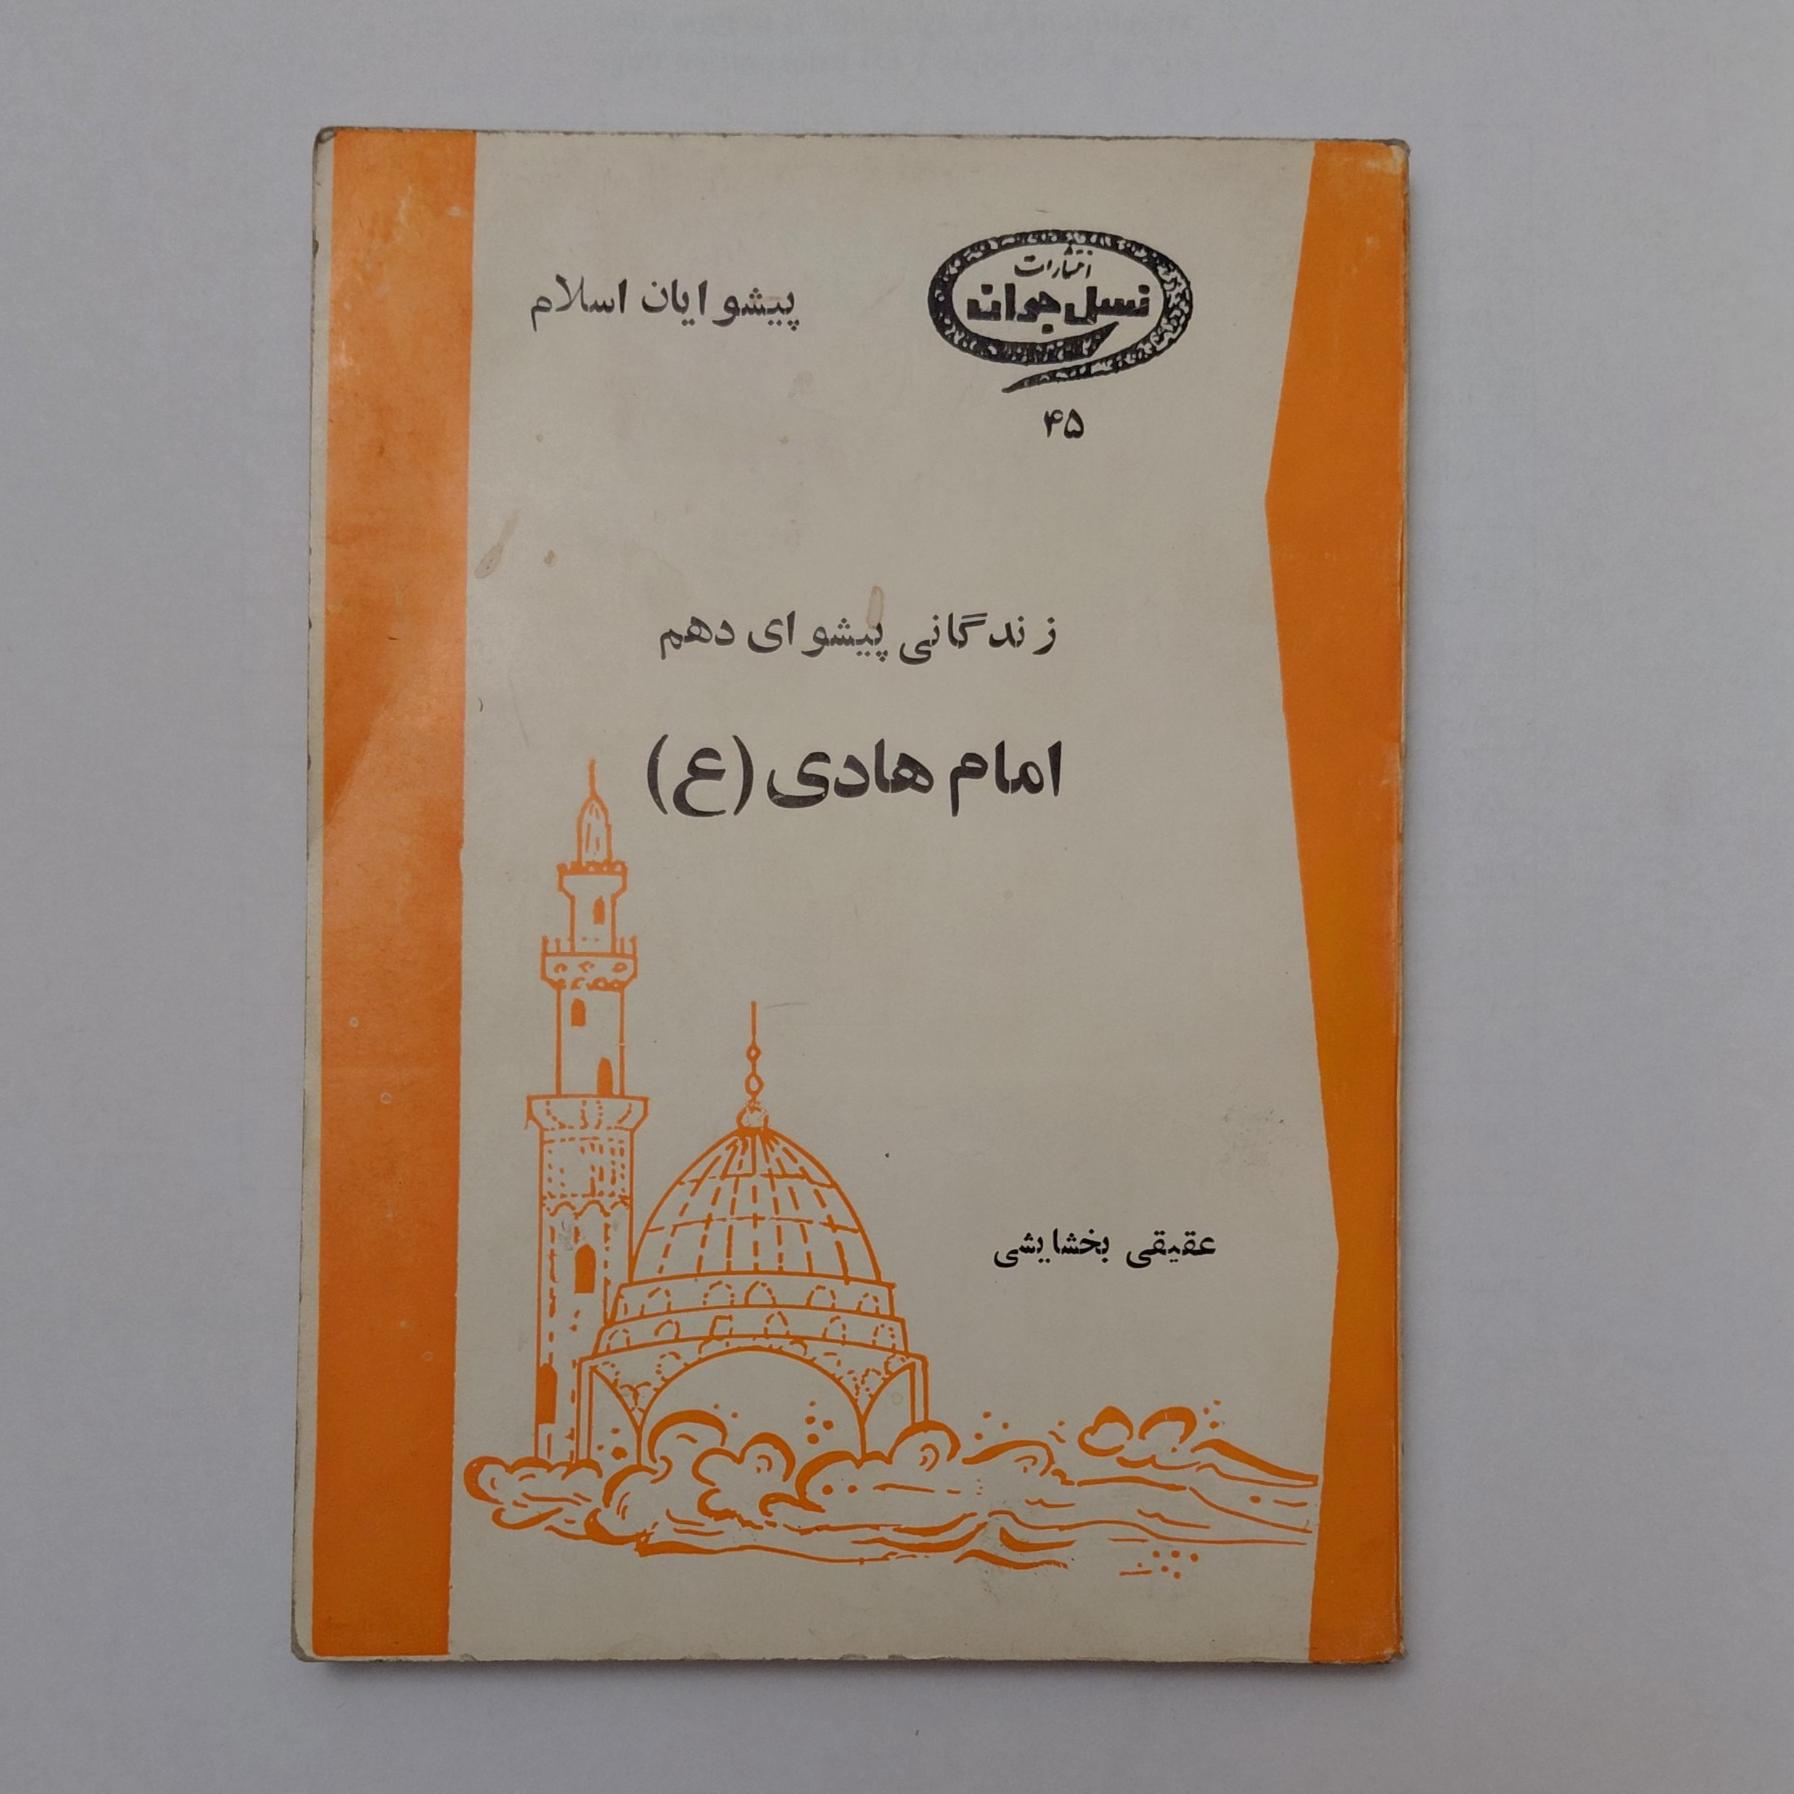 انتشارات
نسل جوان
۴۵
پیشوایان اسلام
زندگانی پیشوای دهم
امام هادی (ع)
عقیقی بخشایشی